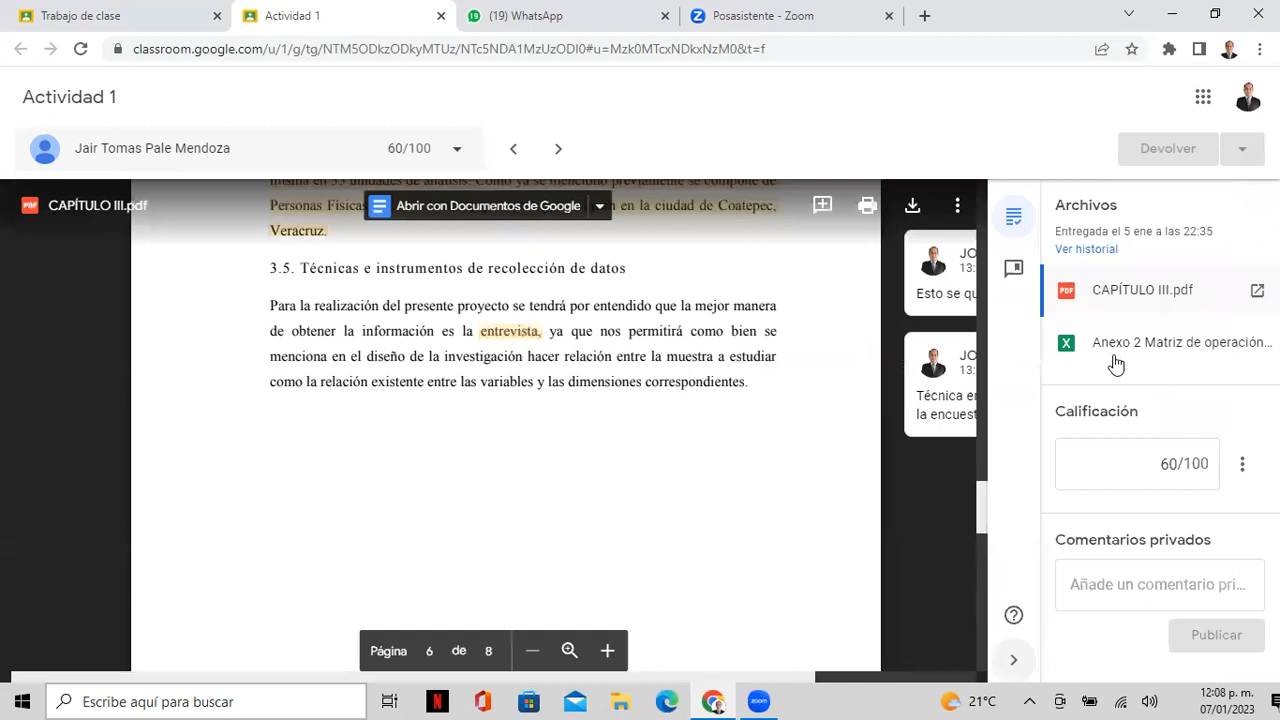 Trabajo de clase
Actividad 1
(19) WhatsApp
Posasistente - Zoom
classroom.google.com/u/1/g/tg/NTM5ODkzODkyMTUz/NTc5NDA1MzUzODI0#u=Mzk0MTcxNDkxNzM0&t=f
Actividad 1
Jair Tomas Pale Mendoza 60/100
Devolver
CAPÍTULO III.pdf
Abrir con Documentos de Google
Personas Físicas en la ciudad de Coatepec,
Veracruz.
3.5. Técnicas e instrumentos de recolección de datos
Para la realización del presente proyecto se tendrá por entendido que la mejor manera
de obtener la información es la entrevista, ya que nos permitirá como bien se
menciona en el diseño de la investigación hacer relación entre la muestra a estudiar
como la relación existente entre las variables y las dimensiones correspondientes.
JO
13:
Esto se qu
JO
13:
Técnica en
la encuest
Página 6 de 8
Archivos
Entregada el 5 ene a las 22:35
Ver historial
PDF CAPÍTULO III.pdf
X Anexo 2 Matriz de operación...
Calificación
60/100
Comentarios privados
Añade un comentario pri...
Publicar
Escribe aquí para buscar
N
zoom
21°C
12:08 p. m.
07/01/2023